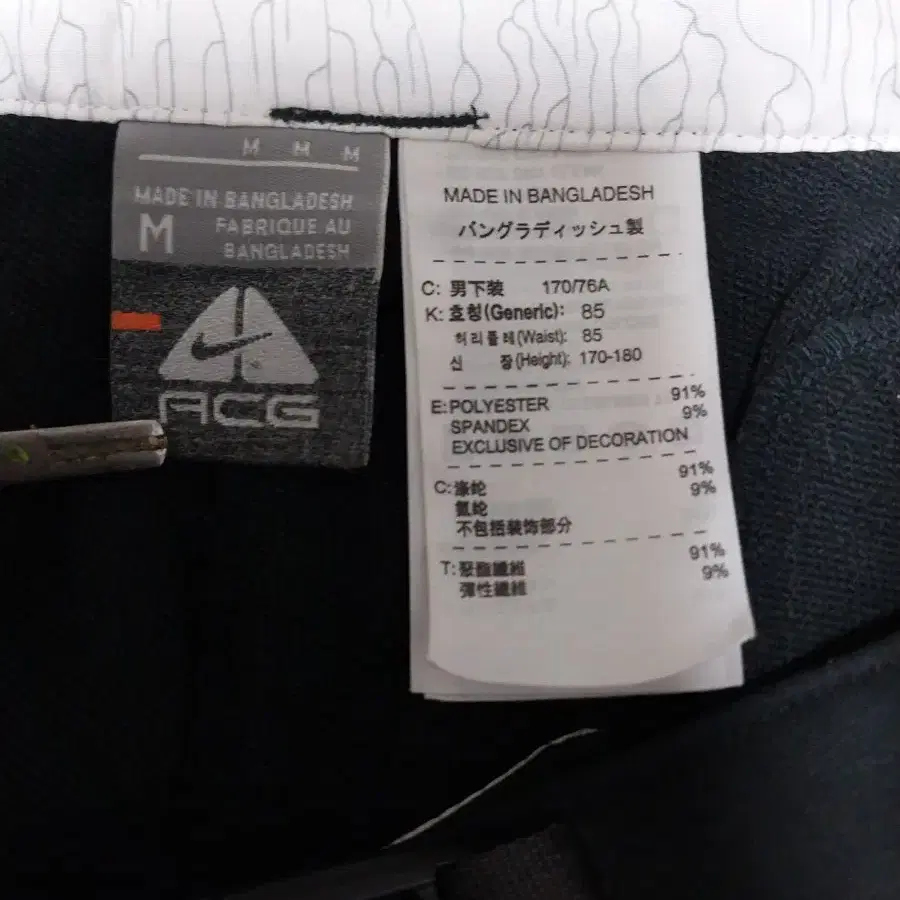 M M M
MADE IN BANGLADESH
M FABRIQUE AU
BANGLADESH
ACG
MADE IN BANGLADESH
バングラディッシュ製
C: 男下装 170/76A
K: 호칭(Generic): 85
허리둘레(Waist): 85
신 장(Height): 170-180
E: POLYESTER 91%
SPANDEX 9%
EXCLUSIVE OF DECORATION
C: 涤纶 91%
氨纶 9%
不包括装饰部分
T: 聚酯纖維 91%
彈性纖維 9%